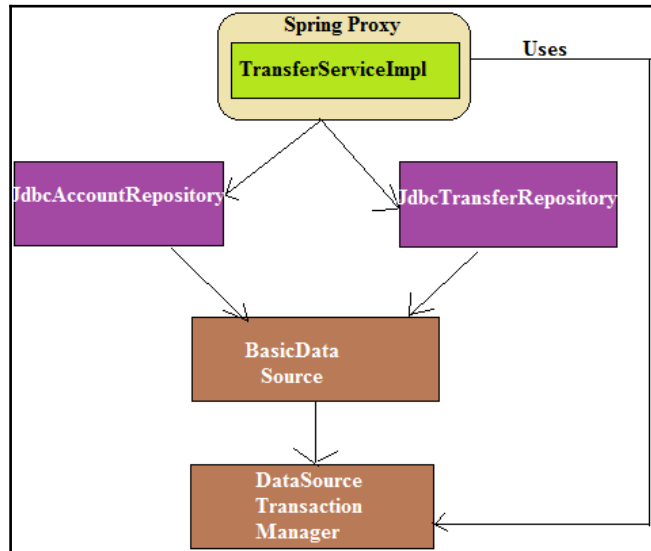 Spring Proxy
TransferServiceImpl
Uses
JdbcAccountRepository
JdbcTransferRepository
BasicData
Source
DataSource
Transaction
Manager